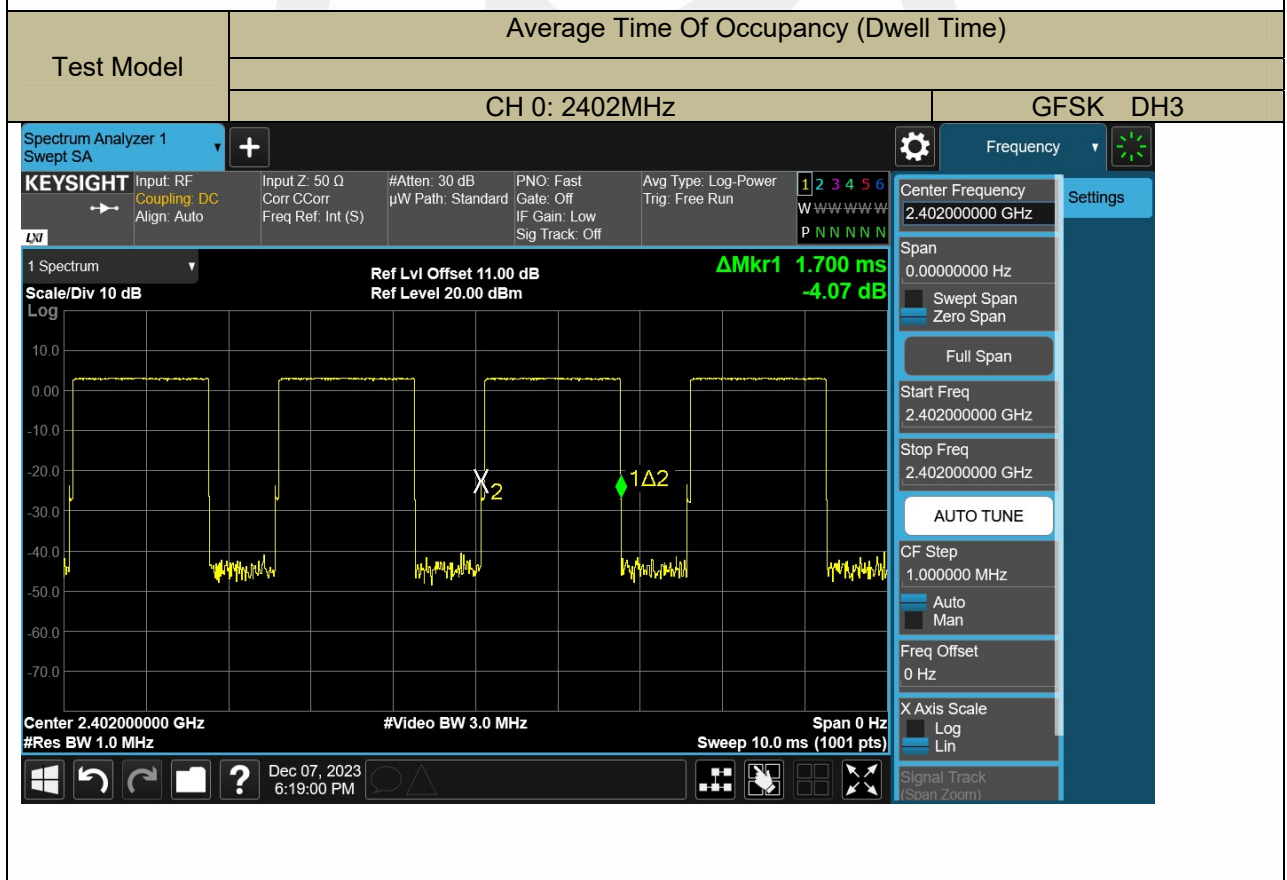 Average Time Of Occupancy (Dwell Time)
Test Model
CH 0: 2402MHz
GFSK DH3
Spectrum Analyzer 1
Swept SA
Frequency
KEYSIGHT
LXI
Input: RF
Coupling: DC
Align: Auto
Input Z: 50 Ω
Corr CCorr
Freq Ref: Int (S)
#Atten: 30 dB
µW Path: Standard
PNO: Fast
Gate: Off
IF Gain: Low
Sig Track: Off
Avg Type: Log-Power
Trig: Free Run
1 2 3 4 5 6
W W W W W W
P N N N N N
1 Spectrum
Scale/Div 10 dB
Log
Ref Lvl Offset 11.00 dB
Ref Level 20.00 dBm
ΔMkr1 1.700 ms
-4.07 dB
10.0
0.00
-10.0
-20.0
-30.0
-40.0
-50.0
-60.0
-70.0
X2
1Δ2
Center 2.402000000 GHz
#Video BW 3.0 MHz
Span 0 Hz
#Res BW 1.0 MHz
Sweep 10.0 ms (1001 pts)
?
Dec 07, 2023
6:19:00 PM
Center Frequency
2.402000000 GHz
Settings
Span
0.00000000 Hz
Swept Span
Zero Span
Full Span
Start Freq
2.402000000 GHz
Stop Freq
2.402000000 GHz
AUTO TUNE
CF Step
1.000000 MHz
Auto
Man
Freq Offset
0 Hz
X Axis Scale
Log
Lin
Signal Track
(Span Zoom)